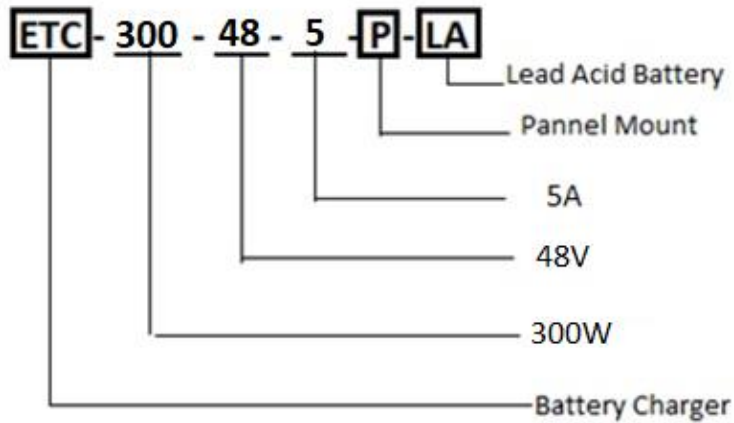 ETC - 300 - 48 - 5 - P - LA
Lead Acid Battery
Pannel Mount
5A
48V
300W
Battery Charger